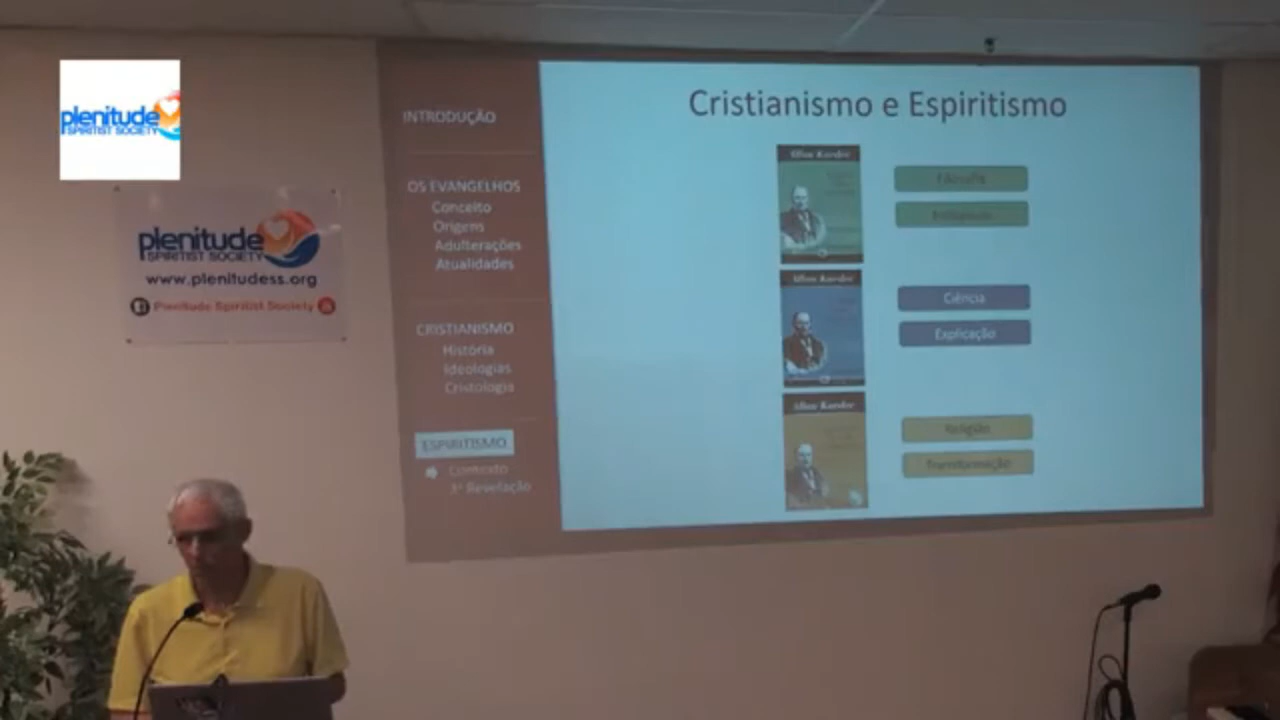 plenitude
SPIRITIST SOCIETY
plenitude
SPIRITIST SOCIETY
www.plenitudess.org
Plenitude Spiritist Society
INTRODUÇÃO
OS EVANGELHOS
Conceito
Origens
Adulterações
Atualidades
CRISTIANISMO
História
Ideologias
Cristologia
ESPIRITISMO
Contexto
3ª Revelação
Cristianismo e Espiritismo
Allan Kardec
Filosofia
Allan Kardec
Ciência
Explicação
Allan Kardec
Religião
Transformação